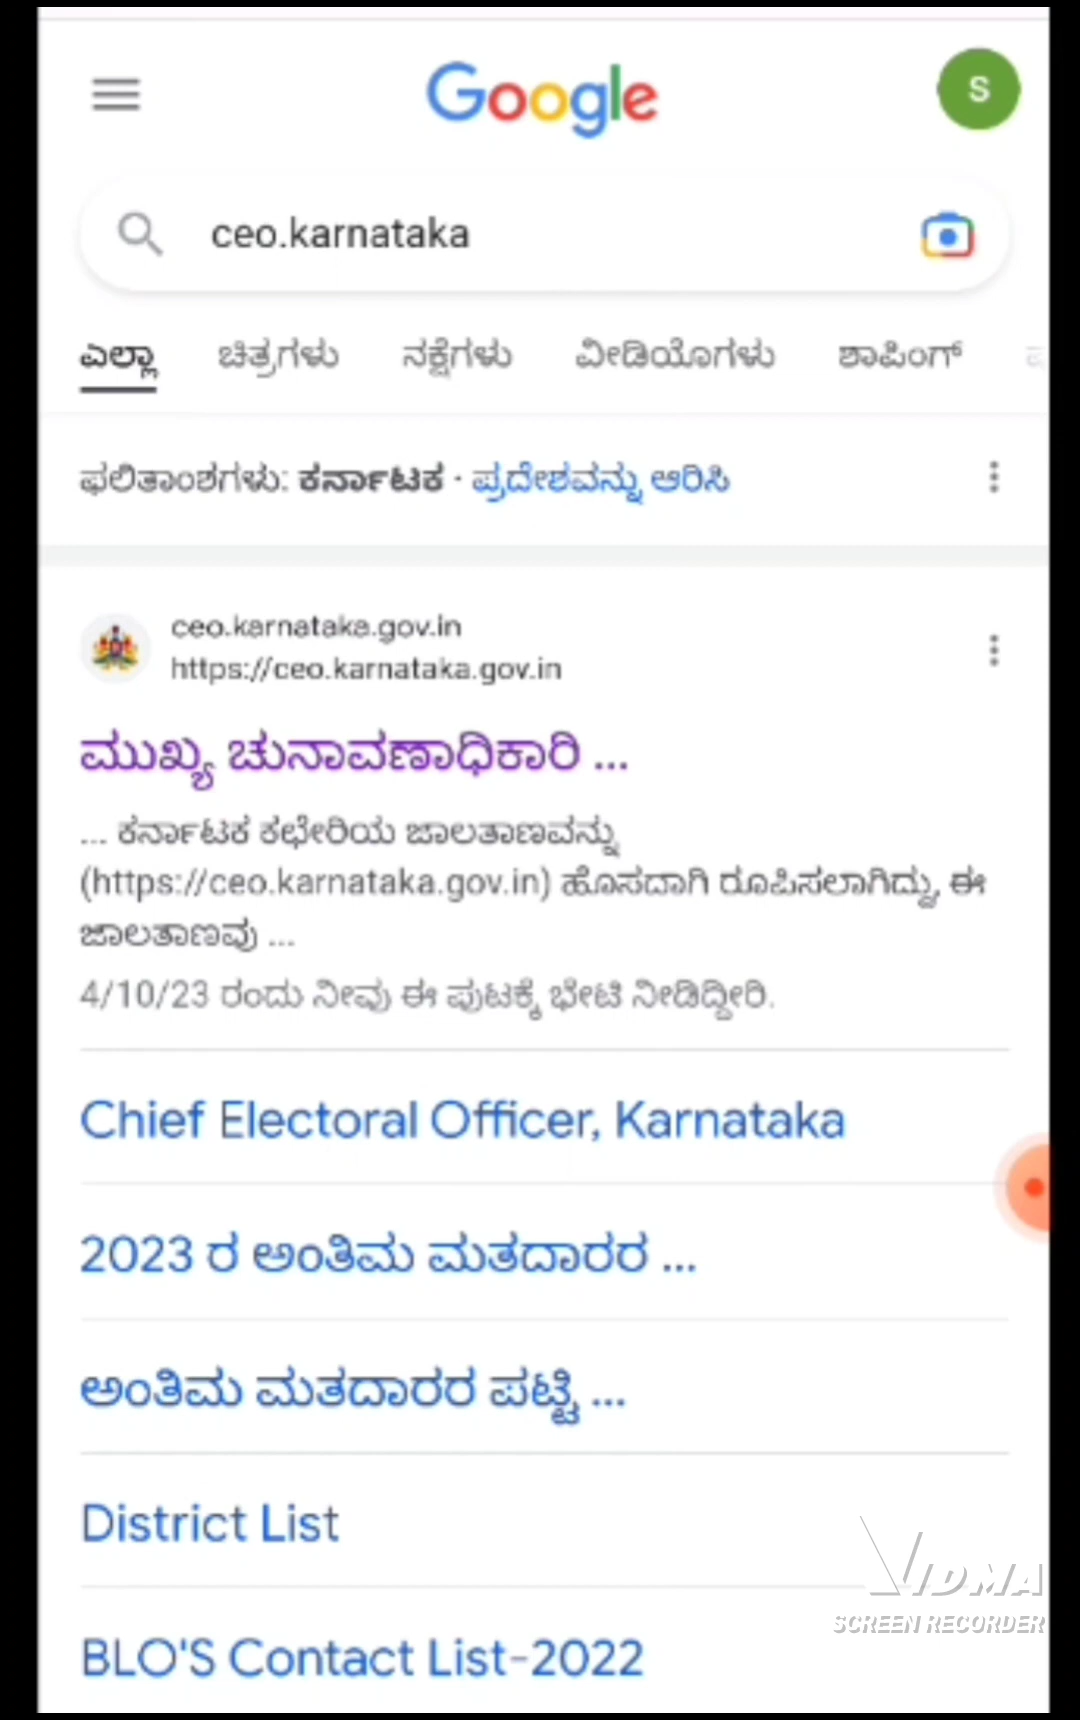 Google
S
ceo.karnataka
ಎಲ್ಲಾ ಚಿತ್ರಗಳು ನಕ್ಷೆಗಳು ವೀಡಿಯೊಗಳು ಶಾಪಿಂಗ್
ಫಲಿತಾಂಶಗಳು: ಕರ್ನಾಟಕ · ಪ್ರದೇಶವನ್ನು ಆರಿಸಿ
ceo.karnataka.gov.in
https://ceo.karnataka.gov.in
ಮುಖ್ಯ ಚುನಾವಣಾಧಿಕಾರಿ ...
... ಕರ್ನಾಟಕ ಕಛೇರಿಯ ಜಾಲತಾಣವನ್ನು
(https://ceo.karnataka.gov.in) ಹೊಸದಾಗಿ ರೂಪಿಸಲಾಗಿದ್ದು, ಈ
ಜಾಲತಾಣವು ...
4/10/23 ರಂದು ನೀವು ಈ ಪುಟಕ್ಕೆ ಭೇಟಿ ನೀಡಿದ್ದೀರಿ.
Chief Electoral Officer, Karnataka
2023 ರ ಅಂತಿಮ ಮತದಾರರ ...
ಅಂತಿಮ ಮತದಾರರ ಪಟ್ಟಿ ...
District List
BLO'S Contact List-2022
VIDMA
SCREEN RECORDER